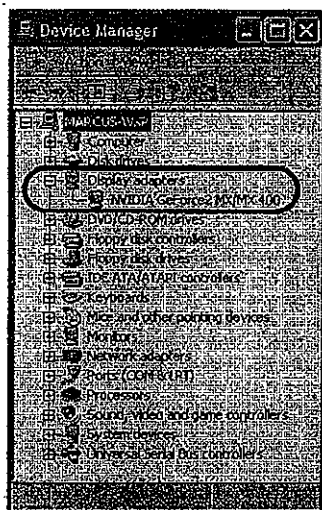 Device Manager
Computer
Disk drives
Display adapters
NVIDIA GeForce2 MX/MX 400
DVD/CD-ROM drives
Floppy disk controllers
Floppy disk drives
IDE ATA/ATAPI controllers
Keyboards
Mice and other pointing devices
Monitors
Network adapters
Ports (COM & LPT)
Processors
Sound, video and game controllers
System devices
Universal Serial Bus controllers